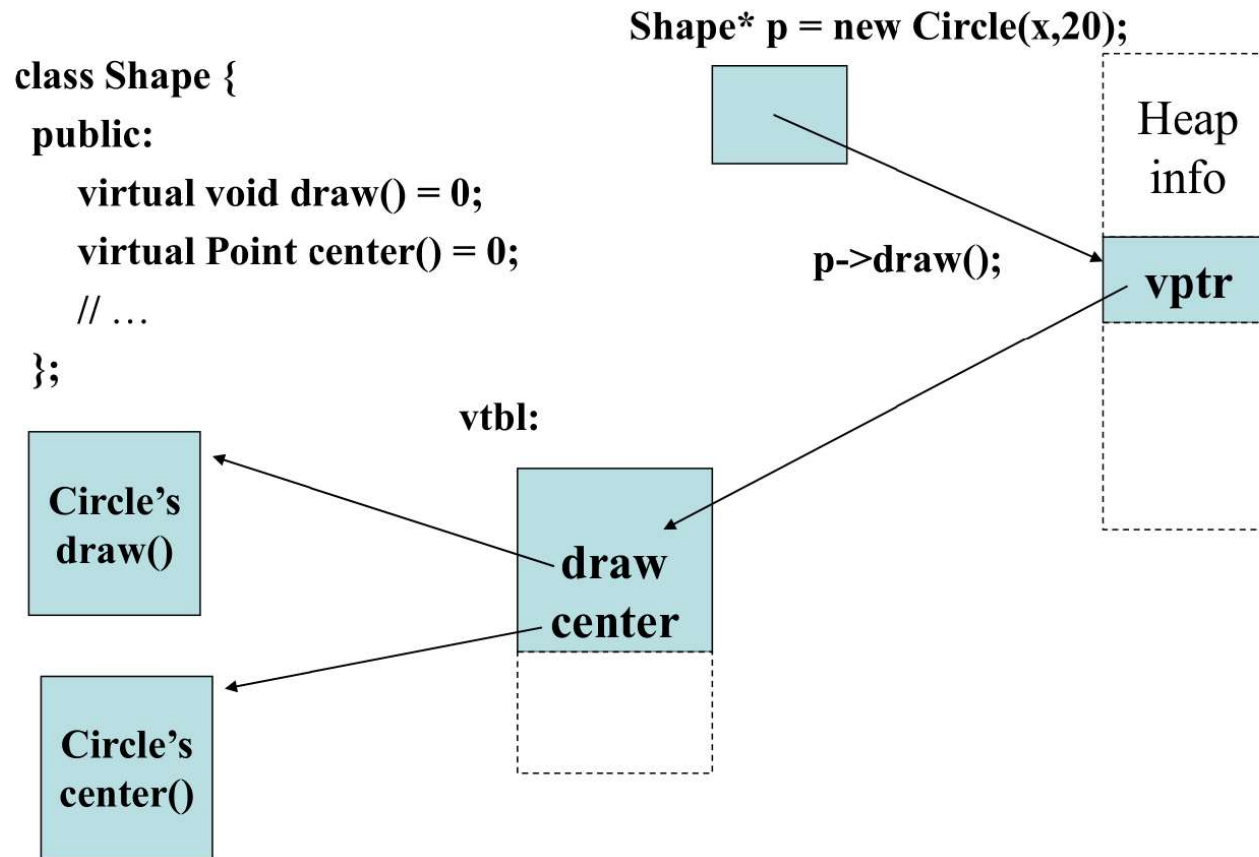 Shape* p = new Circle(x,20);
class Shape {
public:
virtual void draw() = 0;
virtual Point center() = 0;
// …
};
Heap
info
p->draw();
vptr
vtbl:
draw
center
Circle’s
draw()
Circle’s
center()